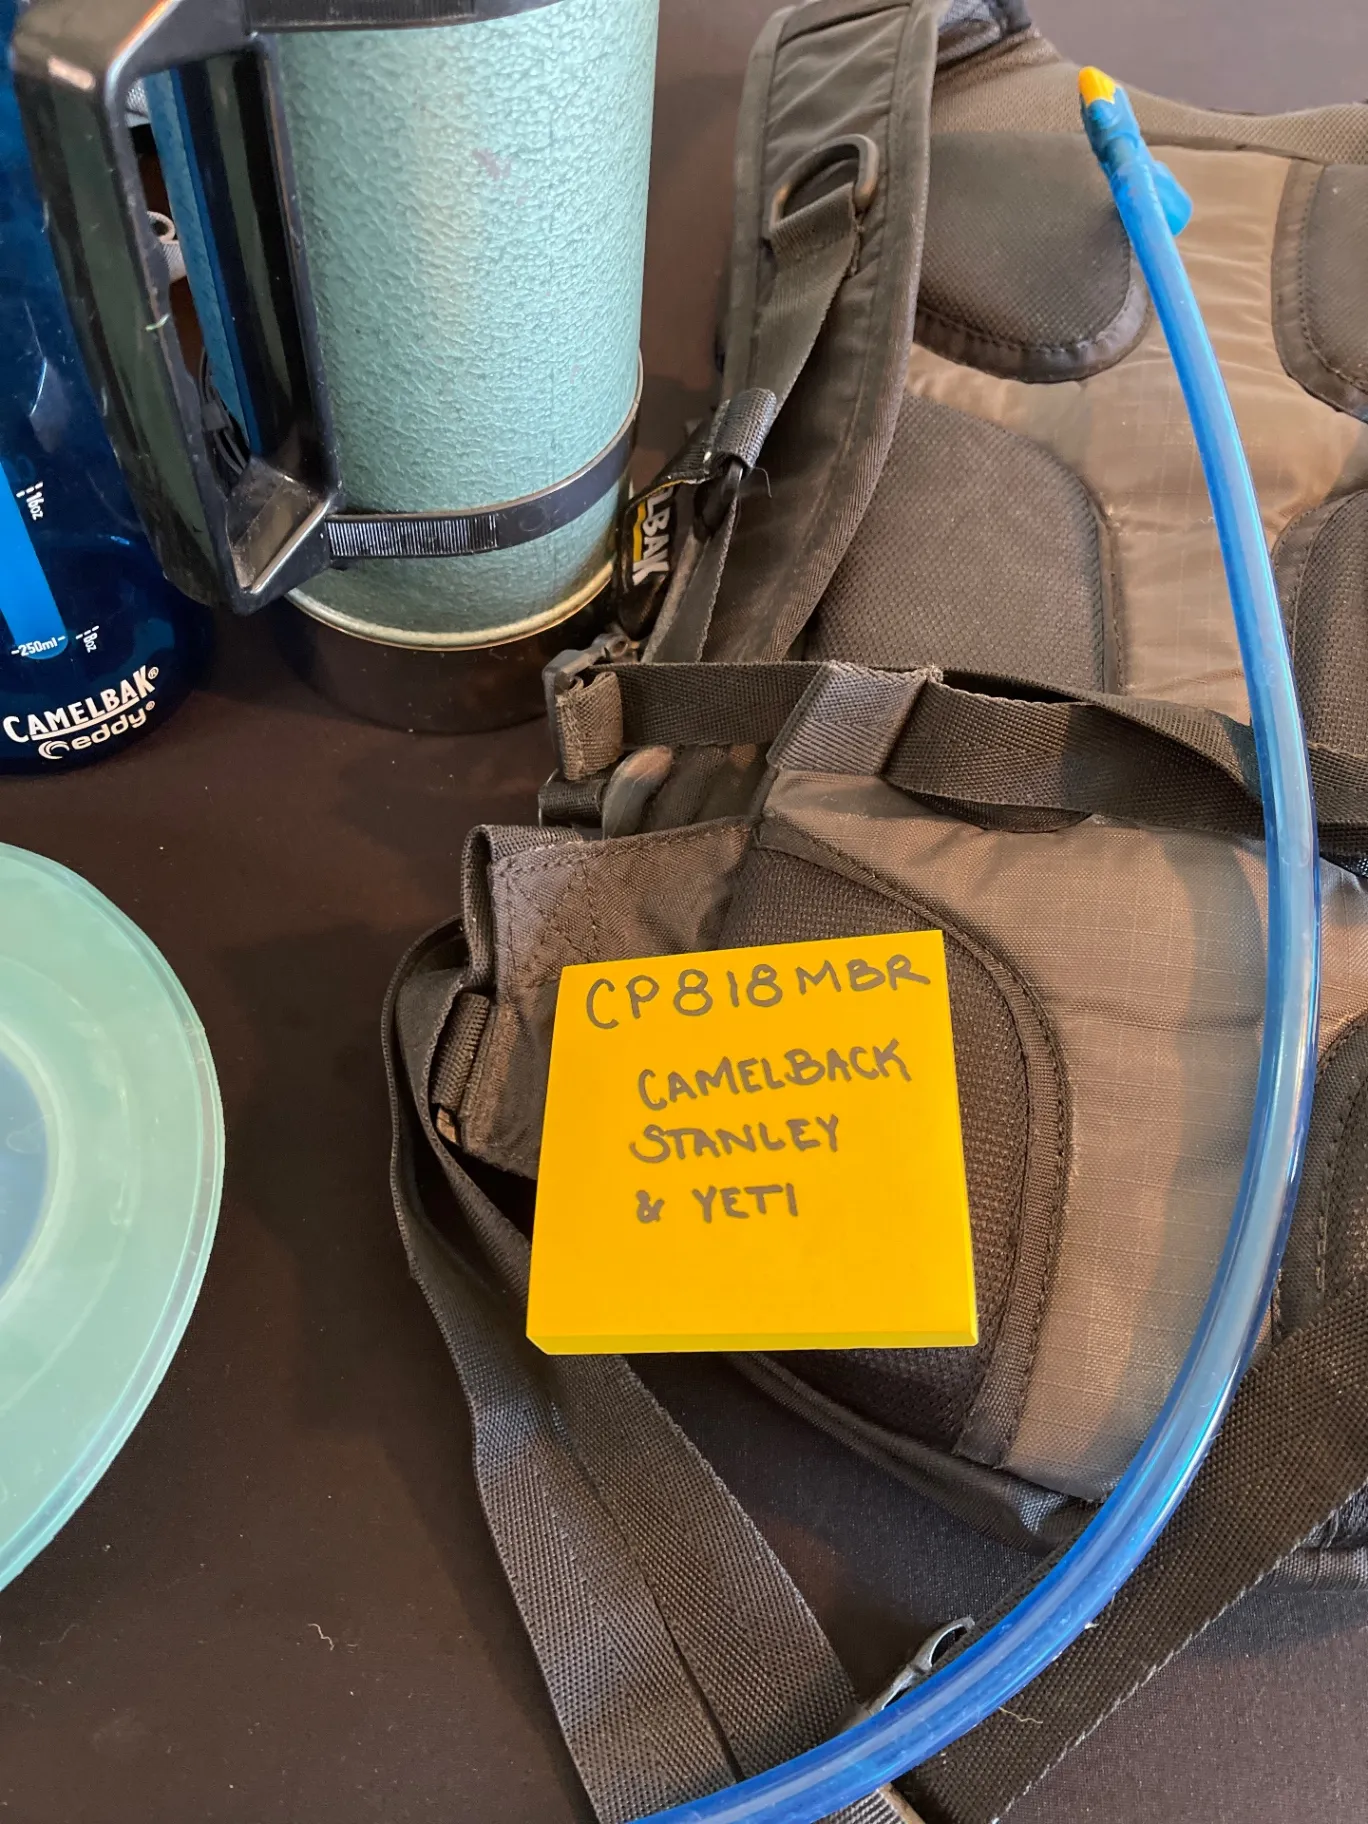 16oz
-250ml- 8oz
CAMELBAK®
eddy®
LBAK
CP818MBR
CAMELBACK
STANLEY
& YETI